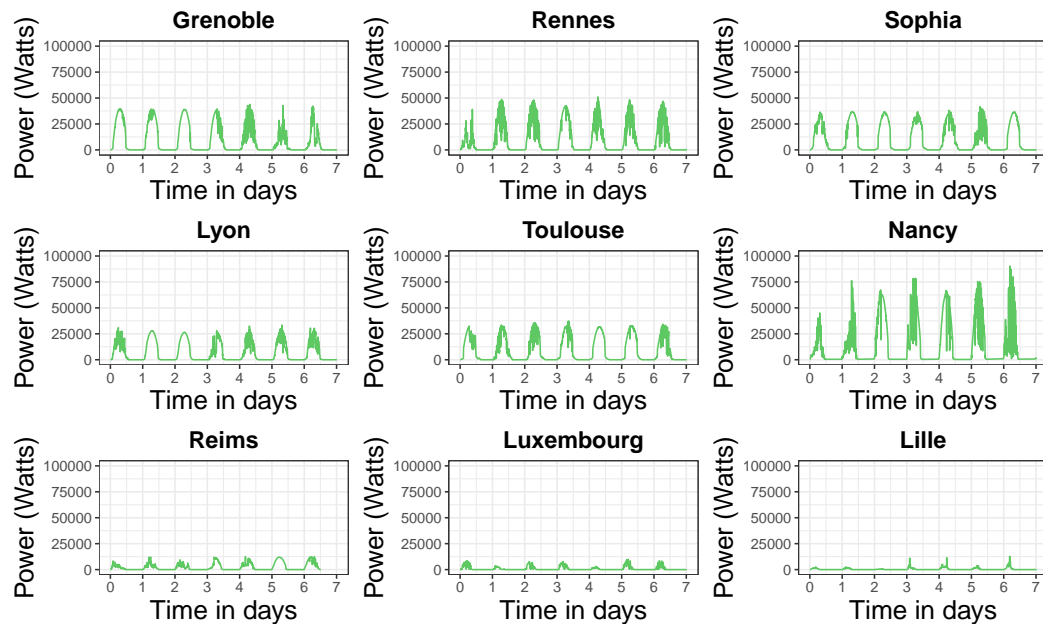 Grenoble Rennes Sophia
Power (Watts) 100000 75000 50000 25000 0 Power (Watts) 100000 75000 50000 25000 0 Power (Watts) 100000 75000 50000 25000 0
0 1 2 3 4 5 6 7 0 1 2 3 4 5 6 7 0 1 2 3 4 5 6 7
Time in days Time in days Time in days
Lyon Toulouse Nancy
Power (Watts) 100000 75000 50000 25000 0 Power (Watts) 100000 75000 50000 25000 0 Power (Watts) 100000 75000 50000 25000 0
0 1 2 3 4 5 6 7 0 1 2 3 4 5 6 7 0 1 2 3 4 5 6 7
Time in days Time in days Time in days
Reims Luxembourg Lille
Power (Watts) 100000 75000 50000 25000 0 Power (Watts) 100000 75000 50000 25000 0 Power (Watts) 100000 75000 50000 25000 0
0 1 2 3 4 5 6 7 0 1 2 3 4 5 6 7 0 1 2 3 4 5 6 7
Time in days Time in days Time in days